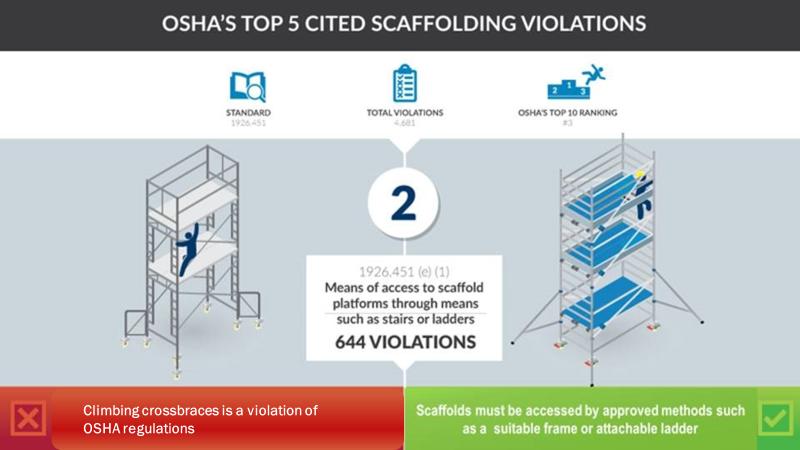 OSHA'S TOP 5 CITED SCAFFOLDING VIOLATIONS
2 1 3
STANDARD
1926.451
TOTAL VIOLATIONS
4,681
OSHA'S TOP 10 RANKING
#3
2
1926.451 (e) (1)
Means of access to scaffold
platforms through means
such as stairs or ladders
644 VIOLATIONS
Climbing crossbraces is a violation of
OSHA regulations
Scaffolds must be accessed by approved methods such
as a suitable frame or attachable ladder